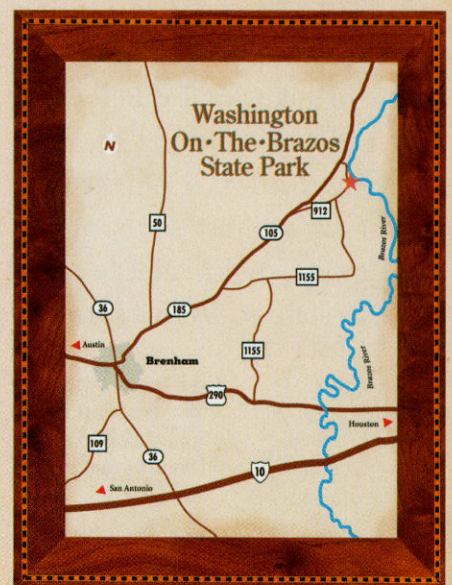 Washington
On·The·Brazos
State Park
N
50
912
105
Brazos River
1155
36
185
Austin
Brenham
1155
Brazos River
290
Houston
109
36
10
San Antonio